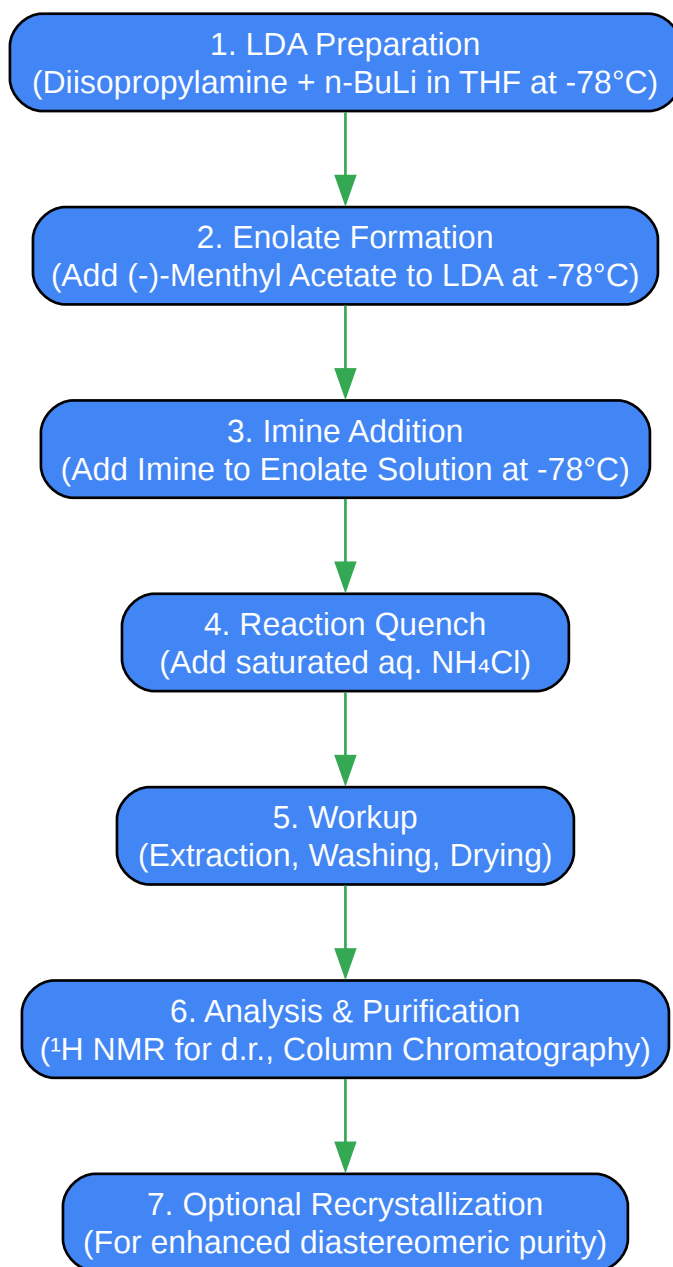 1. LDA Preparation
(Diisopropylamine + n-BuLi in THF at -78°C)
2. Enolate Formation
(Add (-)-Menthyl Acetate to LDA at -78°C)
3. Imine Addition
(Add Imine to Enolate Solution at -78°C)
4. Reaction Quench
(Add saturated aq. NH₄Cl)
5. Workup
(Extraction, Washing, Drying)
6. Analysis & Purification
(¹H NMR for d.r., Column Chromatography)
7. Optional Recrystallization
(For enhanced diastereomeric purity)